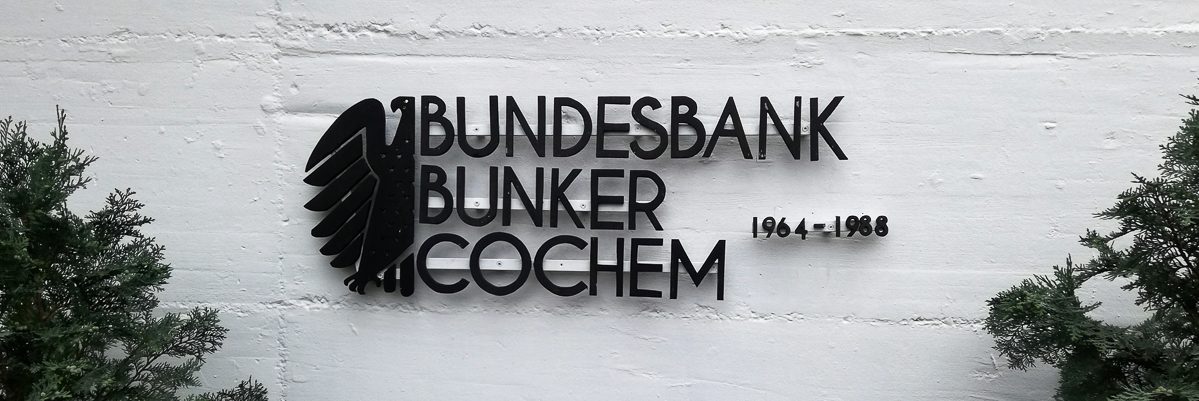 BUNDESBANK
BUNKER
COCHEM
1964-1988